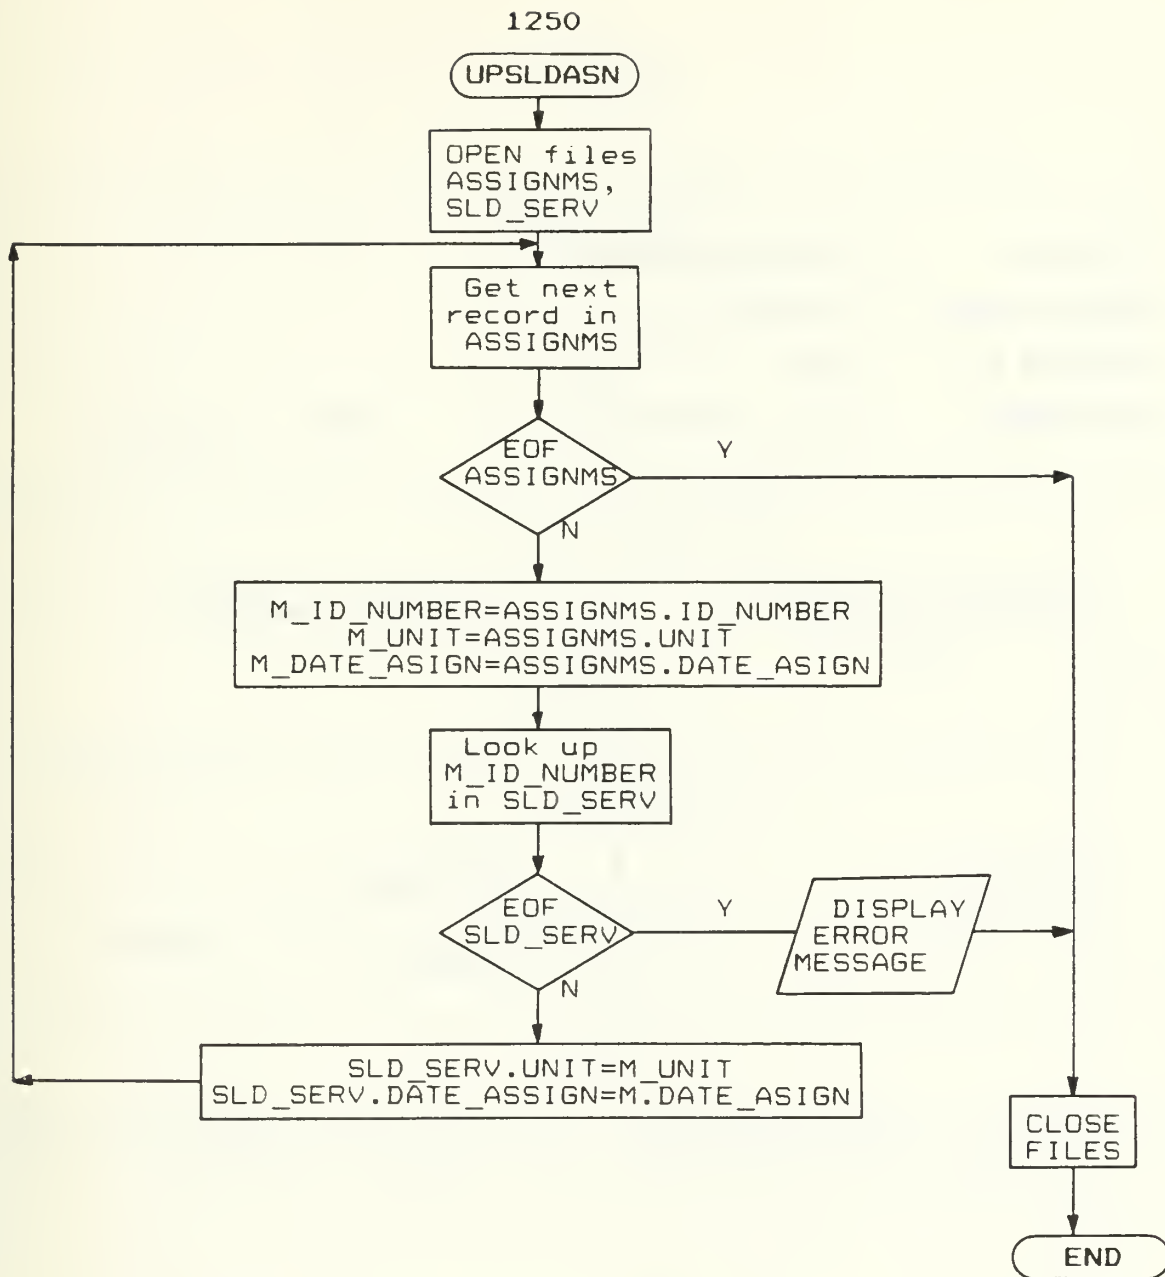 1250
UPSLDASN
OPEN files
ASSIGNMS,
SLD_SERV
Get next
record in
ASSIGNMS
EOF
ASSIGNMS
Y
N
M_ID_NUMBER=ASSIGNMS.ID_NUMBER
M_UNIT=ASSIGNMS.UNIT
M_DATE_ASIGN=ASSIGNMS.DATE_ASIGN
Look up
M_ID_NUMBER
in SLD_SERV
EOF
SLD_SERV
Y
DISPLAY
ERROR
MESSAGE
N
SLD_SERV.UNIT=M_UNIT
SLD_SERV.DATE_ASSIGN=M.DATE_ASIGN
CLOSE
FILES
END